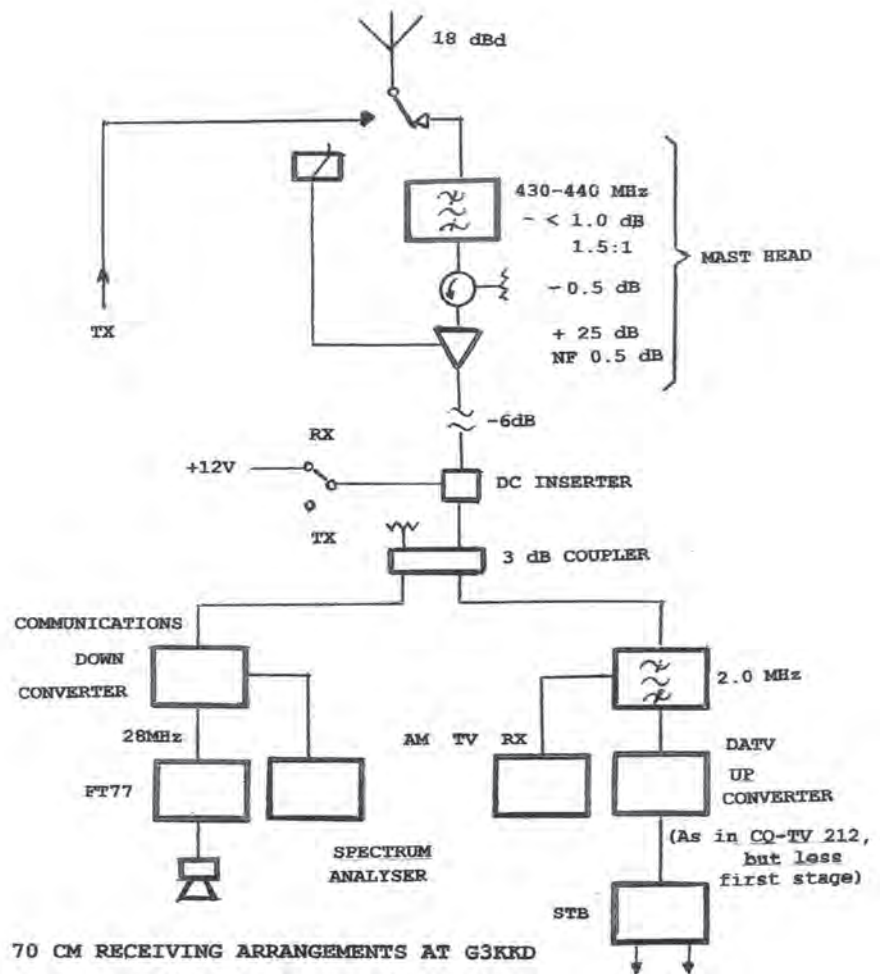 18 dBd
430-440 MHz
- < 1.0 dB
1.5:1
MAST HEAD
-0.5 dB
TX
+ 25 dB
NF 0.5 dB
-6dB
RX
+12V
DC INSERTER
TX
3 dB COUPLER
COMMUNICATIONS
DOWN
CONVERTER
2.0 MHz
28MHz
AM TV RX
DATV
UP
CONVERTER
FT77
(As in CQ-TV 212,
but less
first stage)
SPECTRUM
ANALYSER
STB
70 CM RECEIVING ARRANGEMENTS AT G3KKD